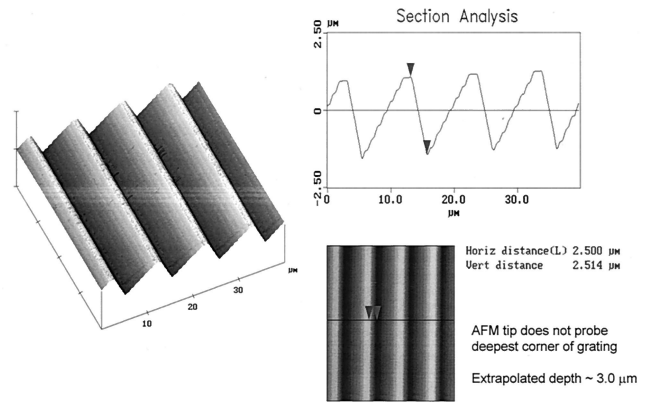 Section Analysis
μM
2.50
0
-2.50
0
10.0
20.0
30.0
μM
μM
10
20
30
Horiz distance(L) 2.500 μM
Vert distance 2.514 μM
AFM tip does not probe
deepest corner of grating
Extrapolated depth ~ 3.0 μm